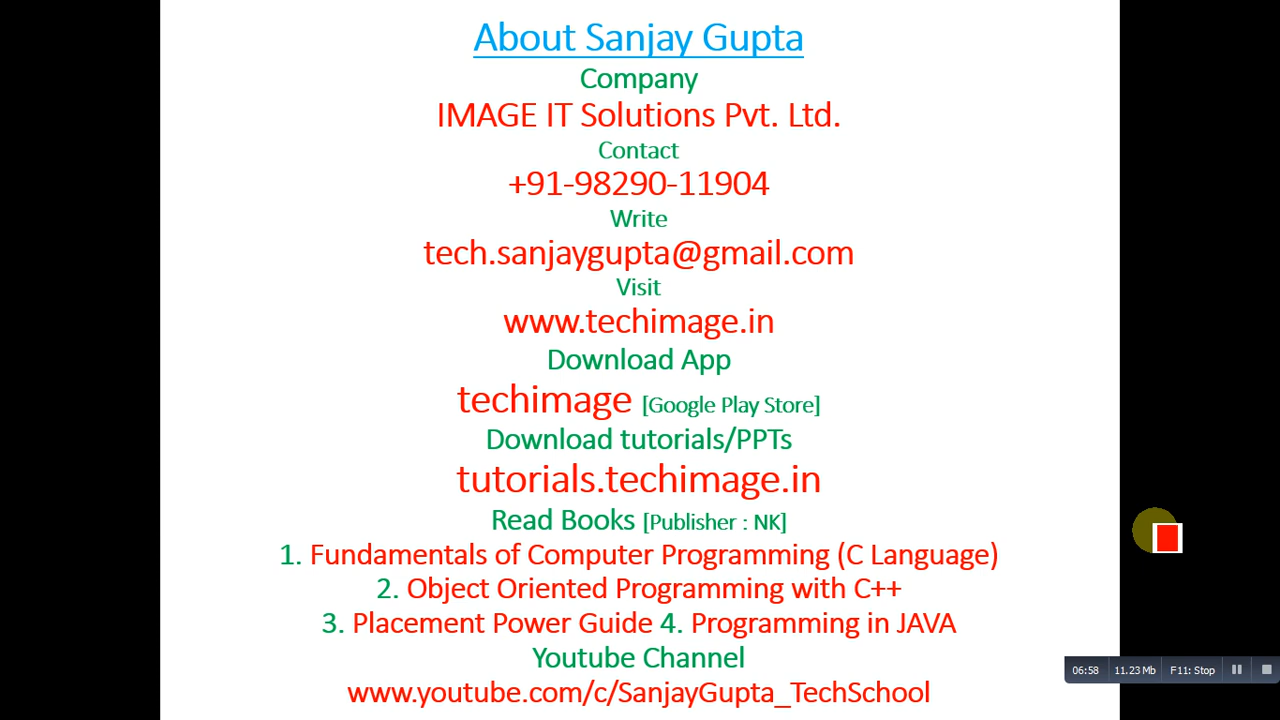 About Sanjay Gupta
Company
IMAGE IT Solutions Pvt. Ltd.
Contact
+91-98290-11904
Write
tech.sanjaygupta@gmail.com
Visit
www.techimage.in
Download App
techimage [Google Play Store]
Download tutorials/PPTs
tutorials.techimage.in
Read Books [Publisher : NK]
1. Fundamentals of Computer Programming (C Language)
2. Object Oriented Programming with C++
3. Placement Power Guide 4. Programming in JAVA
Youtube Channel
www.youtube.com/c/SanjayGupta_TechSchool
06:58 11.23 Mb F11: Stop